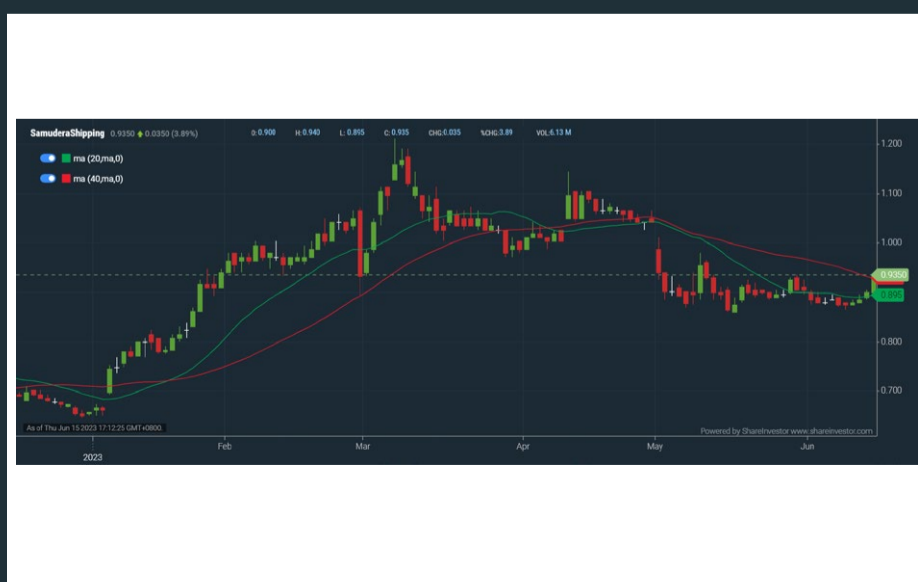 SamuderaShipping 0.9350 0.0350 (3.89%) O:0.900 H:0.940 L: 0.895 C: 0.935 CHG:0.035 %CHG:3.89 VOL:6.13 M
ma (20,ma,0)
ma (40,ma,0)
1.200
1.100
1.000
0.9350
0.895
0.800
0.700
As of Thu Jun 15 2023 17:12:25 GMT+0800.
Powered by ShareInvestor www.shareinvestor.com
Feb Mar Apr May Jun
2023